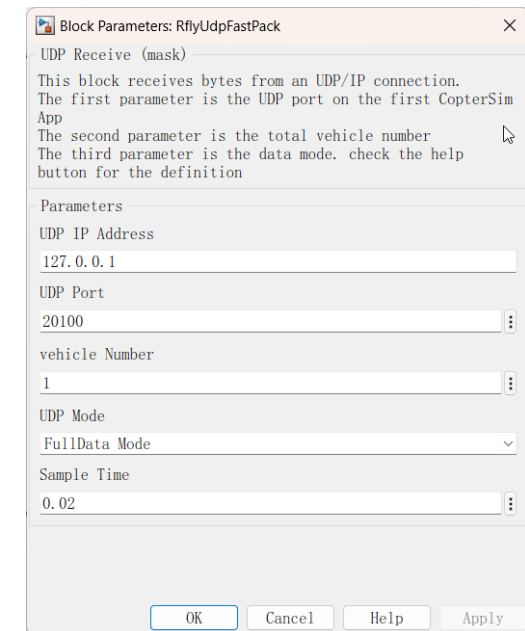 Block Parameters: RflyUdpFastPack
UDP Receive (mask)
This block receives bytes from an UDP/IP connection.
The first parameter is the UDP port on the first CopterSim
App
The second parameter is the total vehicle number
The third parameter is the data mode. check the help
button for the definition
Parameters
UDP IP Address
127.0.0.1
UDP Port
20100
vehicle Number
1
UDP Mode
FullData Mode
Sample Time
0.02
OK Cancel Help Apply